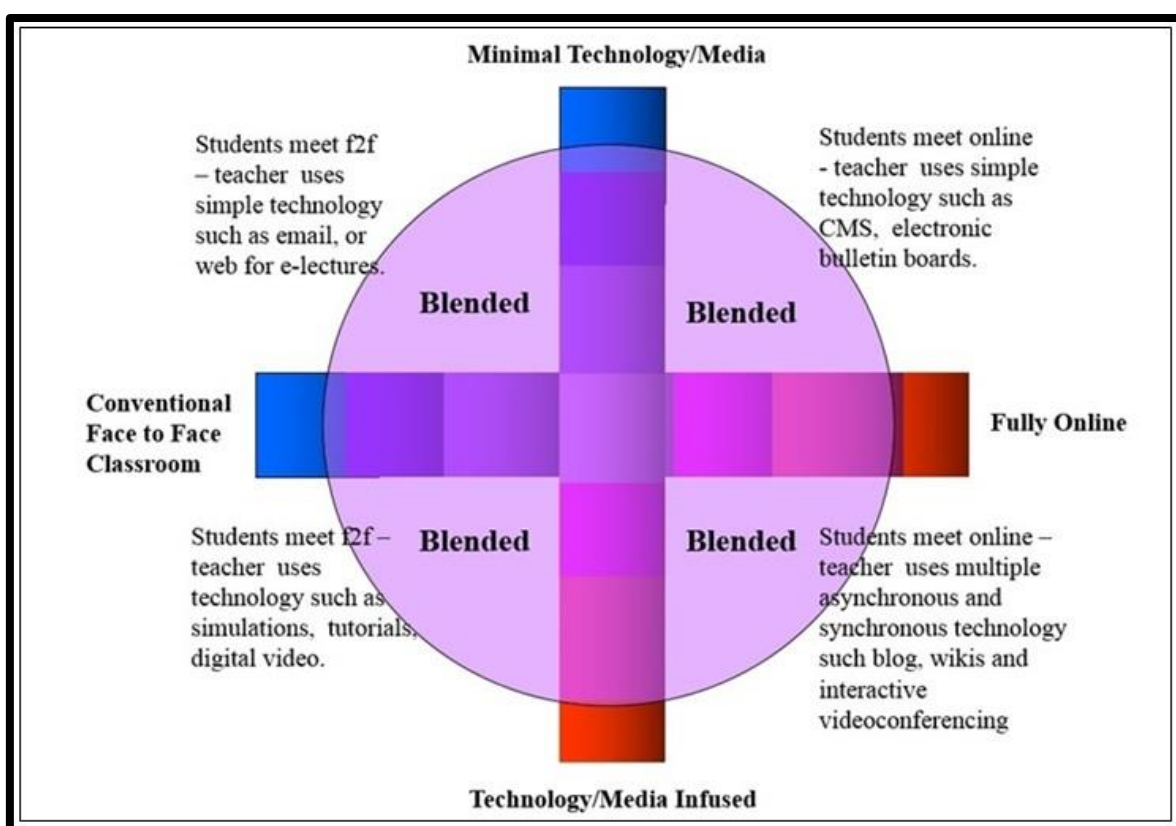 Minimal Technology/Media
Students meet f2f
– teacher uses
simple technology
such as email, or
web for e-lectures.
Students meet online
- teacher uses simple
technology such as
CMS, electronic
bulletin boards.
Blended
Blended
Conventional
Face to Face
Classroom
Fully Online
Students meet f2f –
teacher uses
technology such as
simulations, tutorials,
digital video.
Blended
Blended
Students meet online –
teacher uses multiple
asynchronous and
synchronous technology
such blog, wikis and
interactive
videoconferencing
Technology/Media Infused